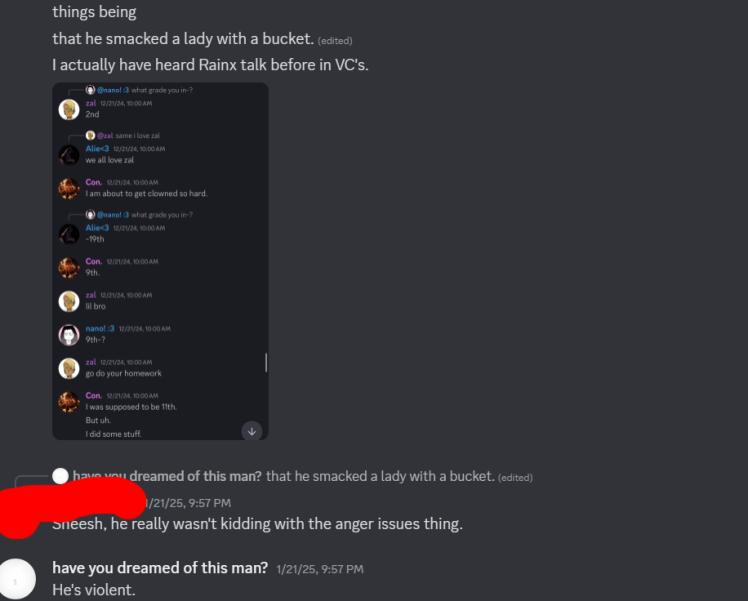 things being
that he smacked a lady with a bucket. (edited)
I actually have heard Rainx talk before in VC's.
@nano! :3 what grade you in-?
zal 12/21/24, 10:00 AM
2nd
@zal same i love zal
Alie<3 12/21/24, 10:00 AM
we all love zal
Con. 12/21/24, 10:00 AM
I am about to get clowned so hard.
@nano! :3 what grade you in-?
Alie<3 12/21/24, 10:00 AM
-19th
Con. 12/21/24, 10:00 AM
9th.
zal 12/21/24, 10:00 AM
lil bro
nano! :3 12/21/24, 10:00 AM
9th-?
zal 12/21/24, 10:00 AM
go do your homework
Con. 12/21/24, 10:00 AM
I was supposed to be 11th.
But uh.
I did some stuff.
have you dreamed of this man? that he smacked a lady with a bucket. (edited)
/21/25, 9:57 PM
Sheesh, he really wasn't kidding with the anger issues thing.
1
have you dreamed of this man? 1/21/25, 9:57 PM
He's violent.